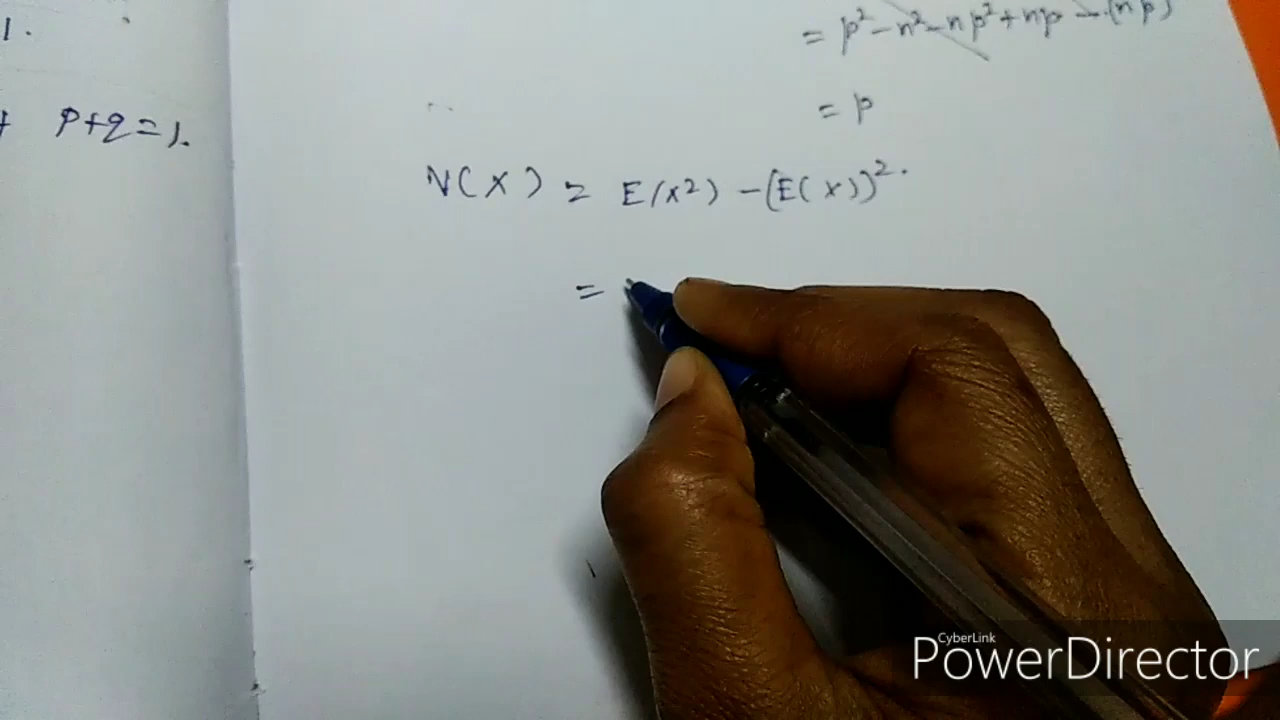 1.
p+q=1.
= p² - n² - np² + np - (np)
= p
V(X) = E(x²) - (E(x))².
=
CyberLink
PowerDirector